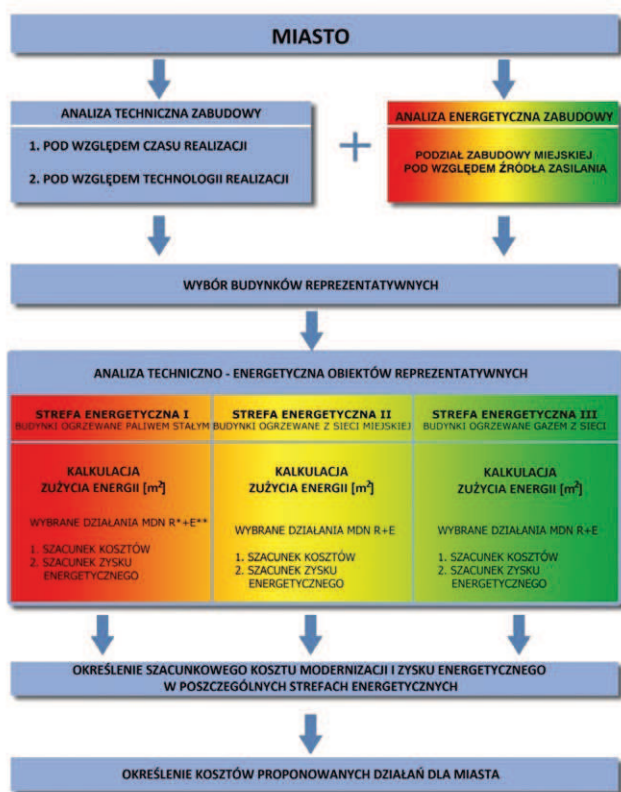 MIASTO
ANALIZA TECHNICZNA ZABUDOWY
1. POD WZGLĘDEM CZASU REALIZACJI
2. POD WZGLĘDEM TECHNOLOGII REALIZACJI
+
ANALIZA ENERGETYCZNA ZABUDOWY
PODZIAŁ ZABUDOWY MIEJSKIEJ
POD WZGLĘDEM ŹRÓDŁA ZASILANIA
WYBÓR BUDYNKÓW REPREZENTATYWNYCH
ANALIZA TECHNICZNO - ENERGETYCZNA OBIEKTÓW REPREZENTATYWNYCH
STREFA ENERGETYCZNA I
BUDYNKI OGRZEWANE PALIWEM STAŁYM
KALKULACJA
ZUŻYCIA ENERGII [m²]
WYBRANE DZIAŁANIA MDN R*+E**
1. SZACUNEK KOSZTÓW
2. SZACUNEK ZYSKU
ENERGETYCZNEGO
STREFA ENERGETYCZNA II
BUDYNKI OGRZEWANE Z SIECI MIEJSKIEJ
KALKULACJA
ZUŻYCIA ENERGII [m²]
WYBRANE DZIAŁANIA MDN R+E
1. SZACUNEK KOSZTÓW
2. SZACUNEK ZYSKU
ENERGETYCZNEGO
STREFA ENERGETYCZNA III
BUDYNKI OGRZEWANE GAZEM Z SIECI
KALKULACJA
ZUŻYCIA ENERGII [m²]
WYBRANE DZIAŁANIA MDN R+E
1. SZACUNEK KOSZTÓW
2. SZACUNEK ZYSKU
ENERGETYCZNEGO
OKREŚLENIE SZACUNKOWEGO KOSZTU MODERNIZACJI I ZYSKU ENERGETYCZNEGO
W POSZCZEGÓLNYCH STREFACH ENERGETYCZNYCH
OKREŚLENIE KOSZTÓW PROPONOWANYCH DZIAŁAŃ DLA MIASTA